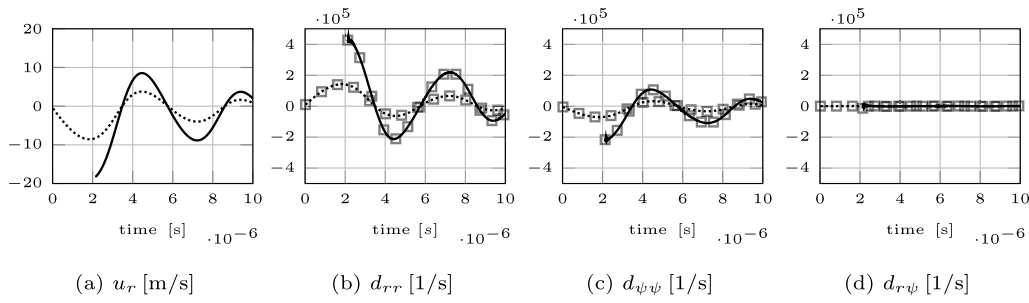 ·10⁵
·10⁵
·10⁵
20
10
0
−10
−20
4
2
0
−2
−4
4
2
0
−2
−4
4
2
0
−2
−4
0 2 4 6 8 10
0 2 4 6 8 10
0 2 4 6 8 10
0 2 4 6 8 10
time [s]
time [s]
time [s]
time [s]
·10⁻⁶
·10⁻⁶
·10⁻⁶
·10⁻⁶
(a) u_r [m/s]
(b) d_rr [1/s]
(c) d_ψψ [1/s]
(d) d_rψ [1/s]